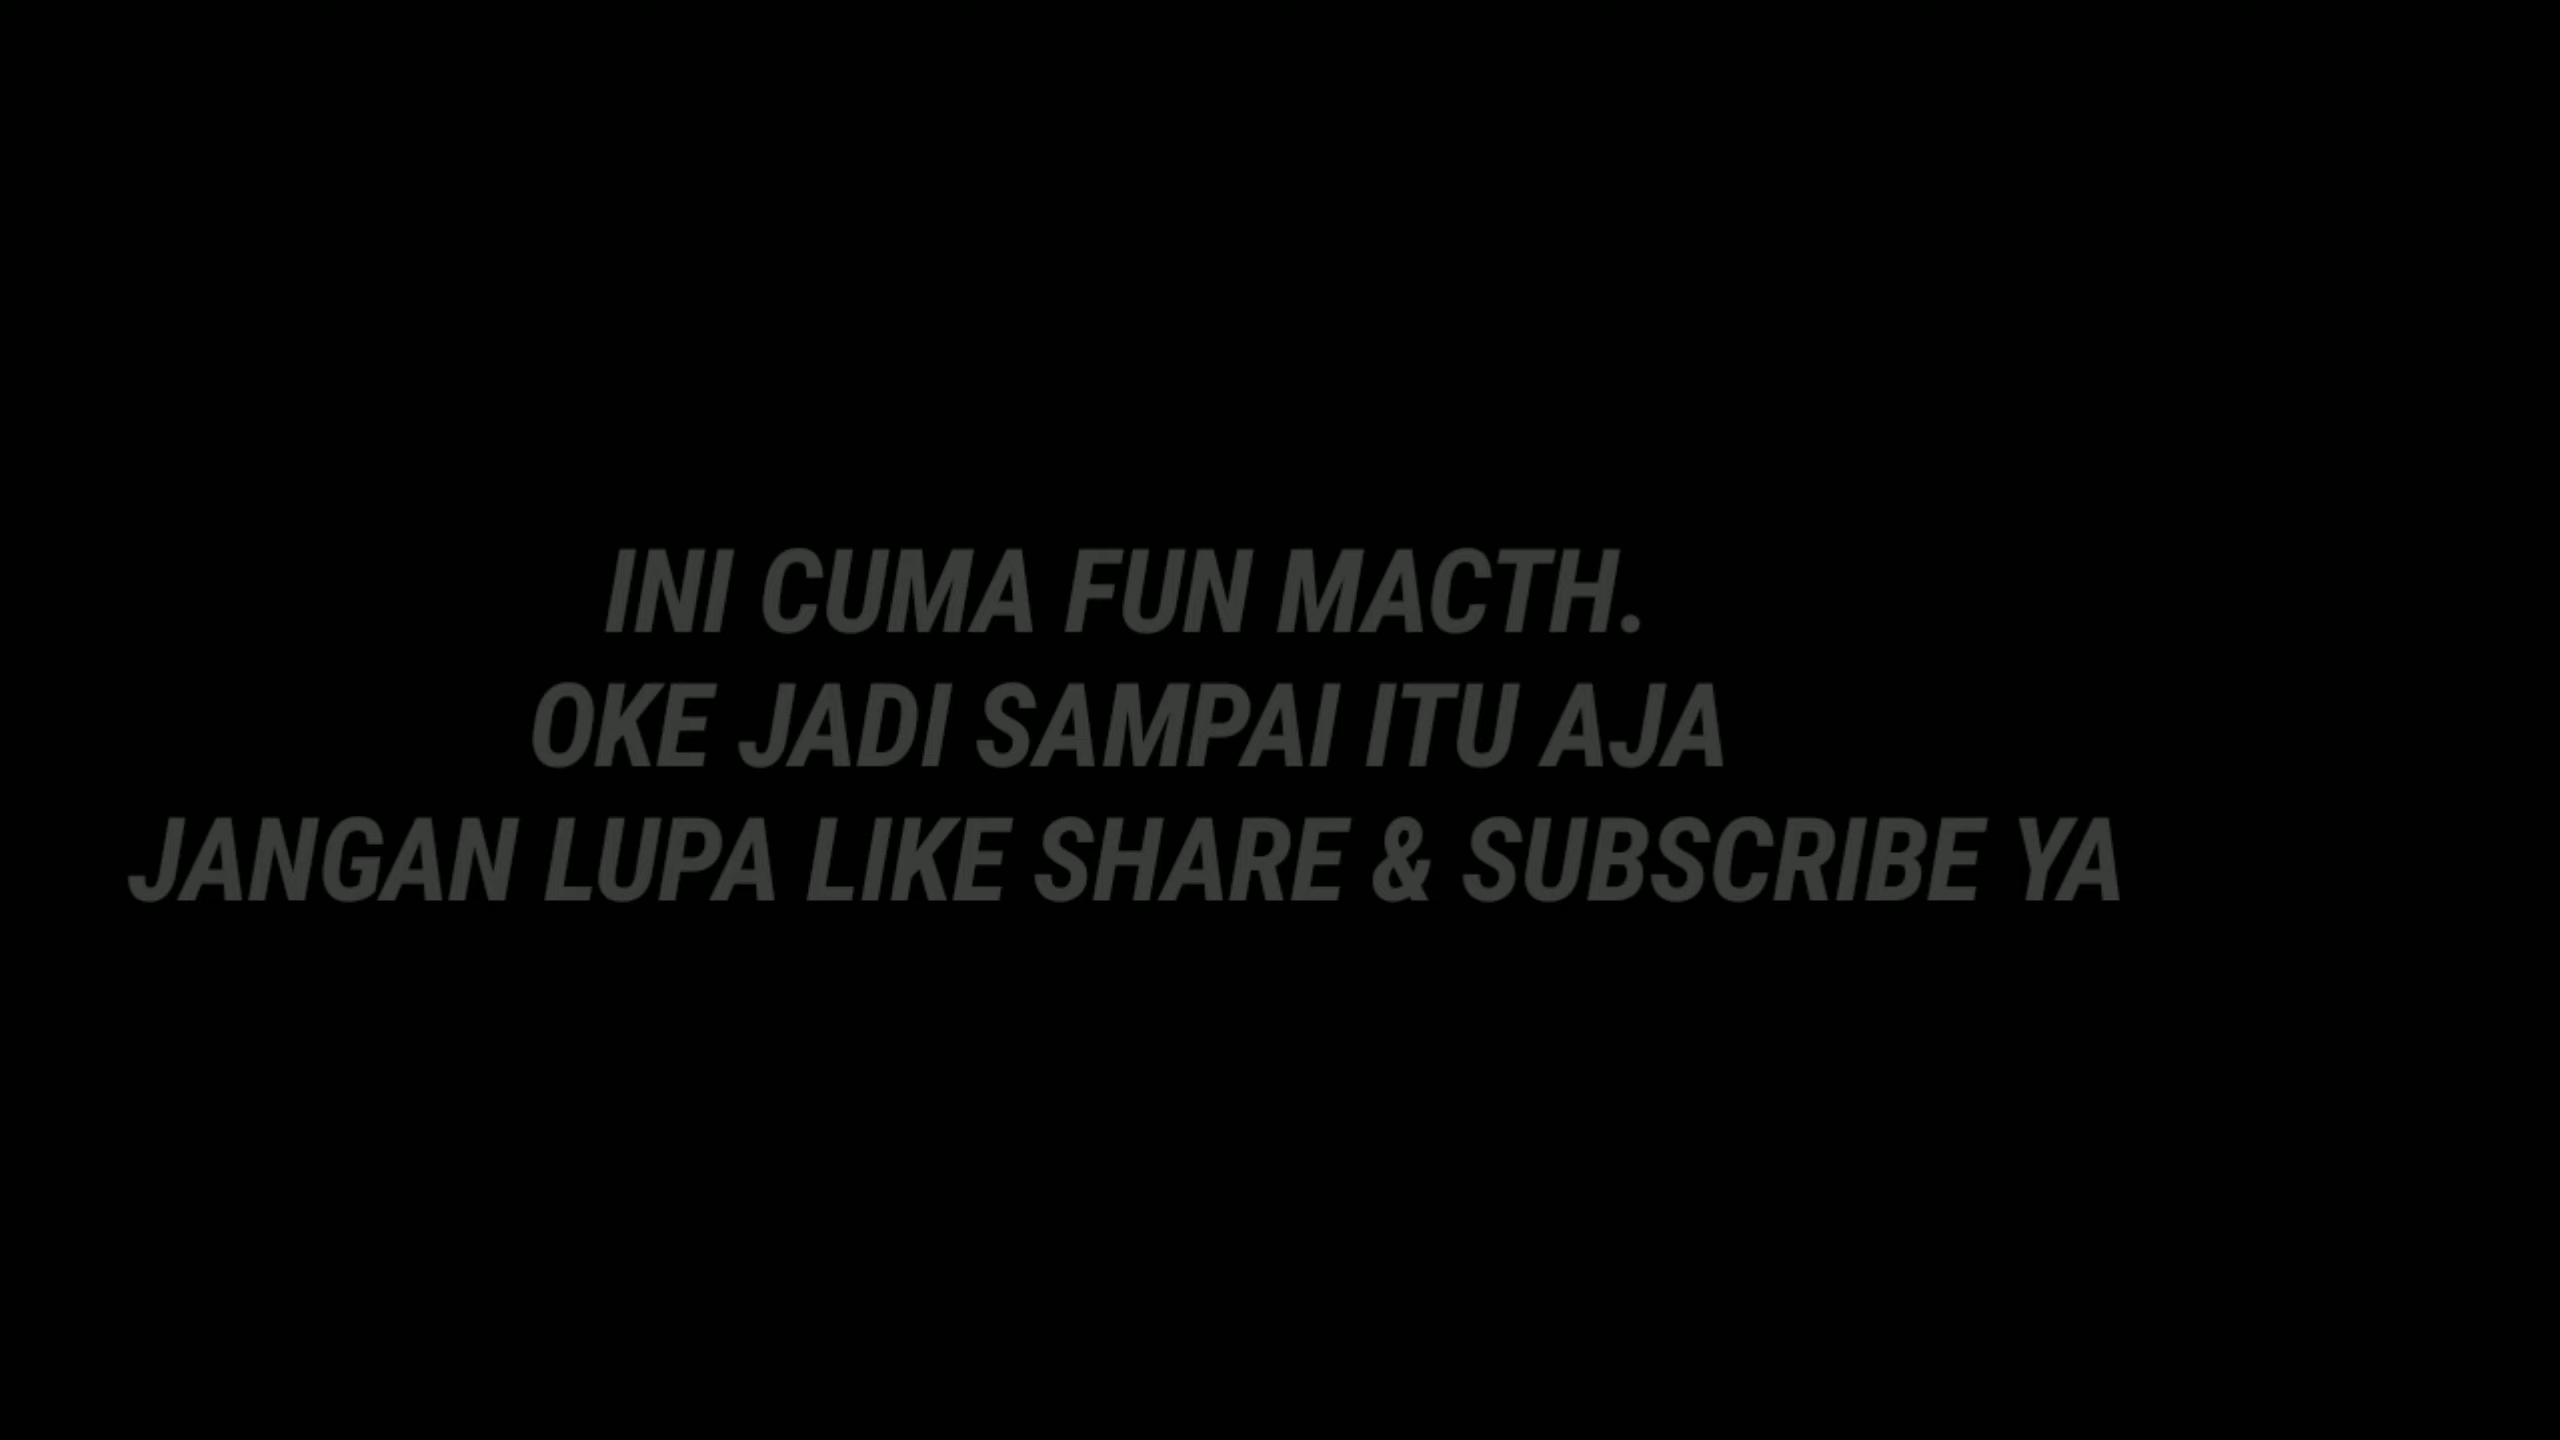 INI CUMA FUN MACTH.
OKE JADI SAMPAI ITU AJA
JANGAN LUPA LIKE SHARE & SUBSCRIBE YA